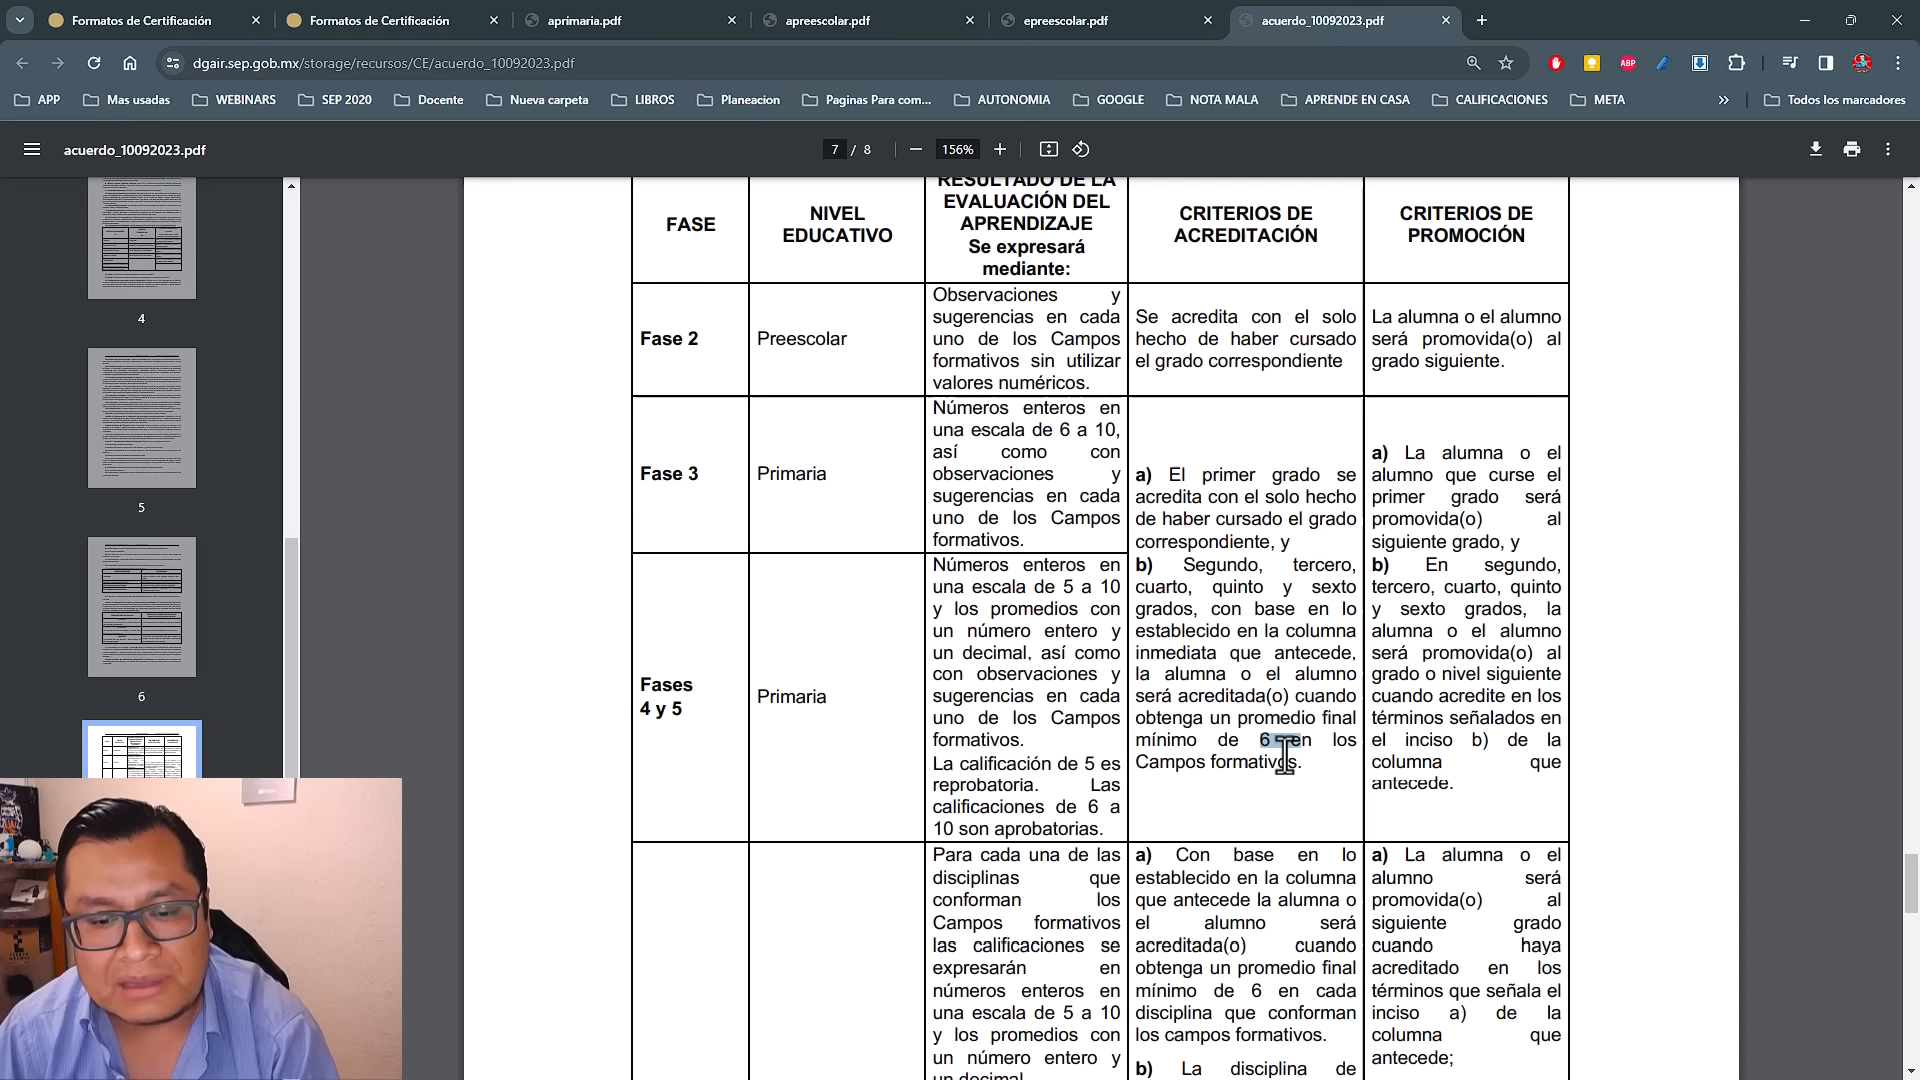 Formatos de Certificación
Formatos de Certificación
aprimaria.pdf
apreescolar.pdf
epreescolar.pdf
acuerdo_10092023.pdf
dgair.sep.gob.mx/storage/recursos/CE/acuerdo_10092023.pdf
ABP
APP
Mas usadas
WEBINARS
SEP 2020
Docente
Nueva carpeta
LIBROS
Planeacion
Paginas Para com...
AUTONOMIA
GOOGLE
NOTA MALA
APRENDE EN CASA
CALIFICACIONES
META
Todos los marcadores
acuerdo_10092023.pdf
7 / 8
156%
4
5
6
FASE
NIVEL
EDUCATIVO
RESULTADO DE LA
EVALUACIÓN DEL
APRENDIZAJE
Se expresará
mediante:
CRITERIOS DE
ACREDITACIÓN
CRITERIOS DE
PROMOCIÓN
Fase 2
Preescolar
Observaciones y
sugerencias en cada
uno de los Campos
formativos sin utilizar
valores numéricos.
Se acredita con el solo
hecho de haber cursado
el grado correspondiente
La alumna o el alumno
será promovida(o) al
grado siguiente.
Fase 3
Primaria
Números enteros en
una escala de 6 a 10,
así como con
observaciones y
sugerencias en cada
uno de los Campos
formativos.
a) El primer grado se
acredita con el solo hecho
de haber cursado el grado
correspondiente, y
b) Segundo, tercero,
cuarto, quinto y sexto
grados, con base en lo
establecido en la columna
inmediata que antecede,
la alumna o el alumno
será acreditada(o) cuando
obtenga un promedio final
mínimo de 6 en los
Campos formativos.
a) La alumna o el
alumno que curse el
primer grado será
promovida(o) al
siguiente grado, y
b) En segundo,
tercero, cuarto, quinto
y sexto grados, la
alumna o el alumno
será promovida(o) al
grado o nivel siguiente
cuando acredite en los
términos señalados en
el inciso b) de la
columna que
antecede.
Fases
4 y 5
Primaria
Números enteros en
una escala de 5 a 10
y los promedios con
un número entero y
un decimal, así como
con observaciones y
sugerencias en cada
uno de los Campos
formativos.
La calificación de 5 es
reprobatoria. Las
calificaciones de 6 a
10 son aprobatorias.
Para cada una de las
disciplinas que
conforman los
Campos formativos
las calificaciones se
expresarán en
números enteros en
una escala de 5 a 10
y los promedios con
un número entero y
un decimal
a) Con base en lo
establecido en la columna
que antecede la alumna o
el alumno será
acreditada(o) cuando
obtenga un promedio final
mínimo de 6 en cada
disciplina que conforman
los campos formativos.
b) La disciplina de
a) La alumna o el
alumno será
promovida(o) al
siguiente grado
cuando haya
acreditado en los
términos que señala el
inciso a) de la
columna que
antecede;